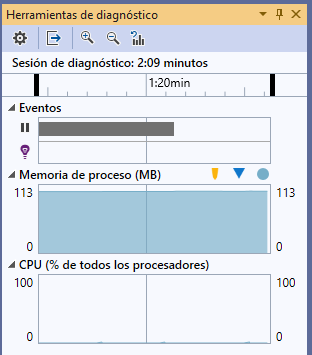 Herramientas de diagnóstico
Sesión de diagnóstico: 2:09 minutos
1:20min
Eventos
Memoria de proceso (MB)
113 113
0 0
CPU (% de todos los procesadores)
100 100
0 0